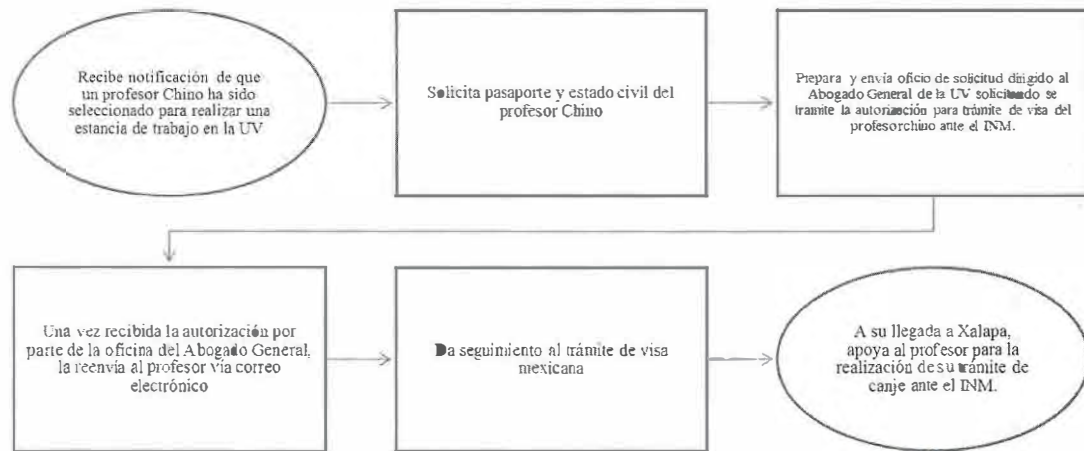 Recibe notificación de que
un profesor Chino ha sido
seleccionado para realizar una
estancia de trabajo en la UV
Solicita pasaporte y estado civil del
profesor Chino
Prepara y envía oficio de solicitud dirigido al
Abogado General de la UV solicitando se
tramite la autorización para trámite de visa del
profesor chino ante el INM.
Una vez recibida la autorización por
parte de la oficina del Abogado General,
la reenvía al profesor vía correo
electrónico
Da seguimiento al trámite de visa
mexicana
A su llegada a Xalapa,
apoya al profesor para la
realización de su trámite de
canje ante el INM.